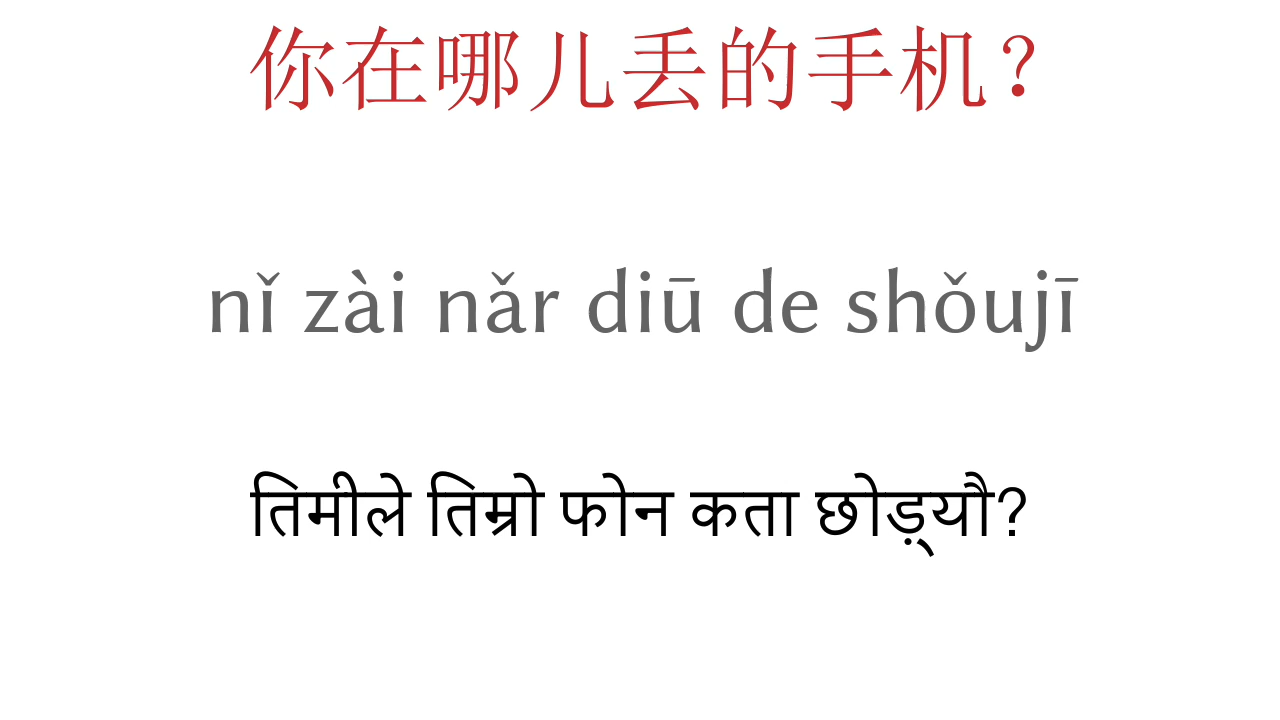 你在哪儿丢的手机？
nǐ zài nǎr diū de shǒujī
तिमीले तिम्रो फोन कता छोड़्यौ?